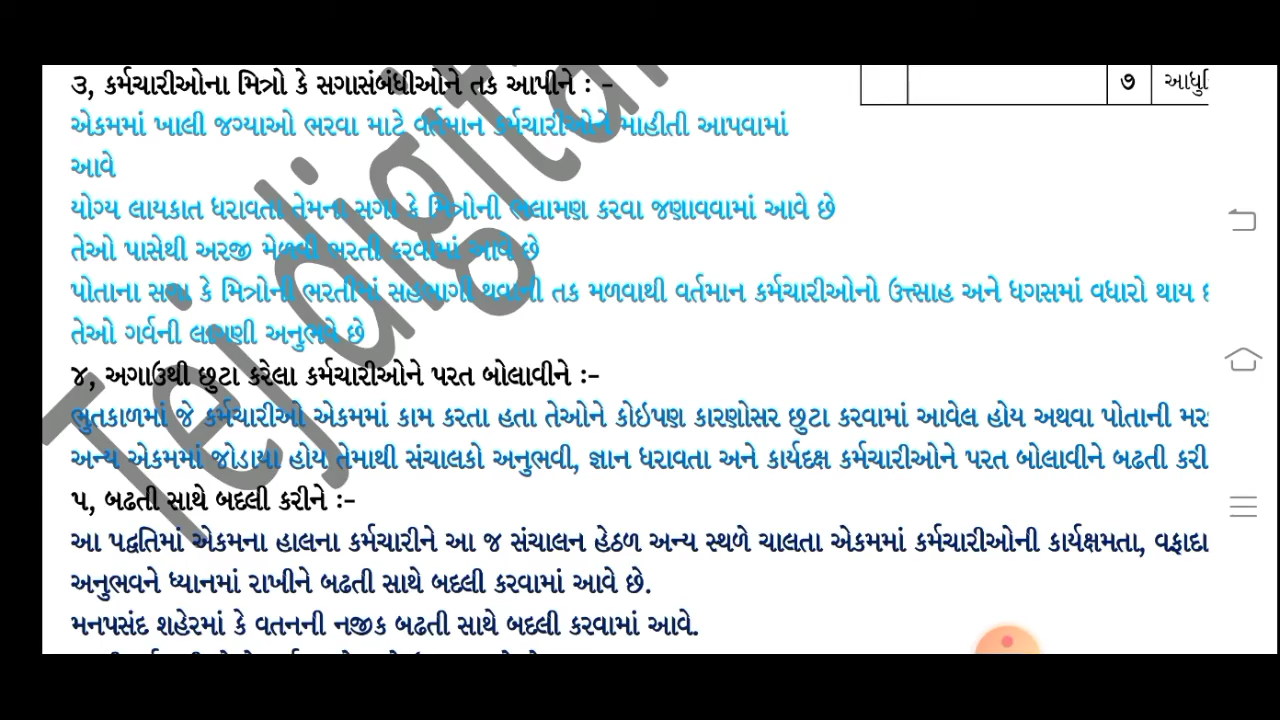 ૩, કર્મચારીઓના મિત્રો કે સગાસંબંધીઓને તક આપીને : -
૭ આધુ
એકમમાં ખાલી જગ્યાઓ ભરવા માટે વર્તમાન કર્મચારીઓને માહીતી આપવામાં
આવે
યોગ્ય લાયકાત ધરાવતા તેમના સગા કે મિત્રોની ભલામણ કરવા જણાવવામાં આવે છે
તેઓ પાસેથી અરજી મેળવી ભરતી કરવામાં આવે છે
પોતાના સગા કે મિત્રોની ભરતીમાં સહભાગી થવાની તક મળવાથી વર્તમાન કર્મચારીઓનો ઉત્ત્સાહ અને ધગસમાં વધારો થાય
તેઓ ગર્વની લાગણી અનુભવે છે
૪, અગાઉથી છુટા કરેલા કર્મચારીઓને પરત બોલાવીને :-
ભુતકાળમાં જે કર્મચારીઓ એકમમાં કામ કરતા હતા તેઓને કોઇપણ કારણોસર છુટા કરવામાં આવેલ હોય અથવા પોતાની
અન્ય એકમમાં જોડાયા હોય તેમાથી સંચાલકો અનુભવી, જ્ઞાન ધરાવતા અને કાર્યદક્ષ કર્મચારીઓને પરત બોલાવીને બઢતી કરી
૫, બઢતી સાથે બદલી કરીને :-
આ પદ્વતિમાં એકમના હાલના કર્મચારીને આ જ સંચાલન હેઠળ અન્ય સ્થળે ચાલતા એકમમાં કર્મચારીઓની કાર્યક્ષમતા, વફાદા
અનુભવને ધ્યાનમાં રાખીને બઢતી સાથે બદલી કરવામાં આવે છે.
મનપસંદ શહેરમાં કે વતનની નજીક બઢતી સાથે બદલી કરવામાં આવે.
Tej digital